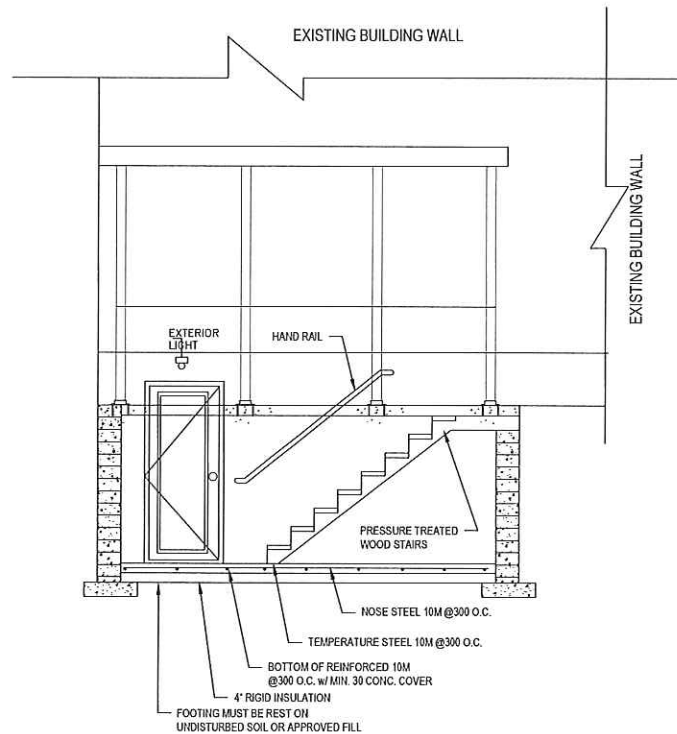 EXISTING BUILDING WALL
EXISTING BUILDING WALL
EXTERIOR
LIGHT
HAND RAIL
PRESSURE TREATED
WOOD STAIRS
NOSE STEEL 10M @300 O.C.
TEMPERATURE STEEL 10M @300 O.C.
BOTTOM OF REINFORCED 10M
@300 O.C. w/ MIN. 30 CONC. COVER
4" RIGID INSULATION
FOOTING MUST BE REST ON
UNDISTURBED SOIL OR APPROVED FILL